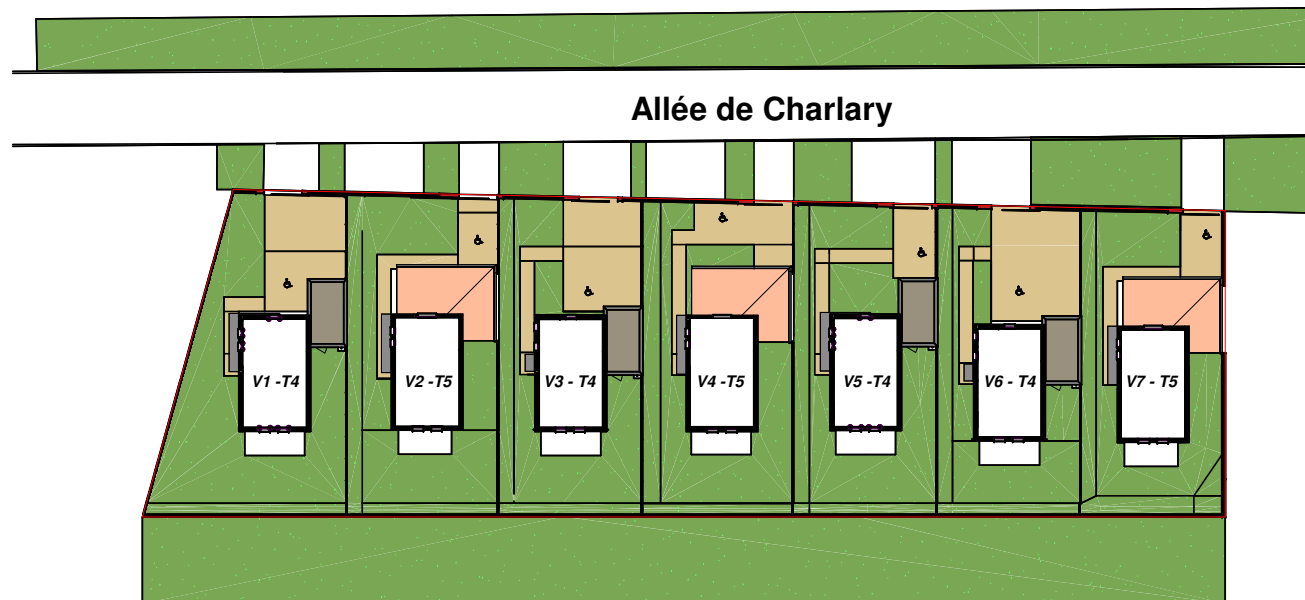 Allée de Charlary
V1 -T4
V2 -T5
V3 - T4
V4 -T5
V5 -T4
V6 - T4
V7 - T5